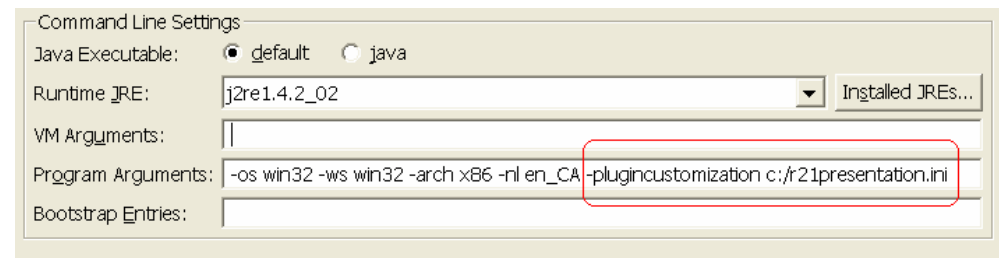 Command Line Settings
Java Executable: default java
Runtime JRE: j2re1.4.2_02 Installed JREs...
VM Arguments:
Program Arguments: -os win32 -ws win32 -arch x86 -nl en_CA -plugincustomization c:/r21presentation.ini
Bootstrap Entries: